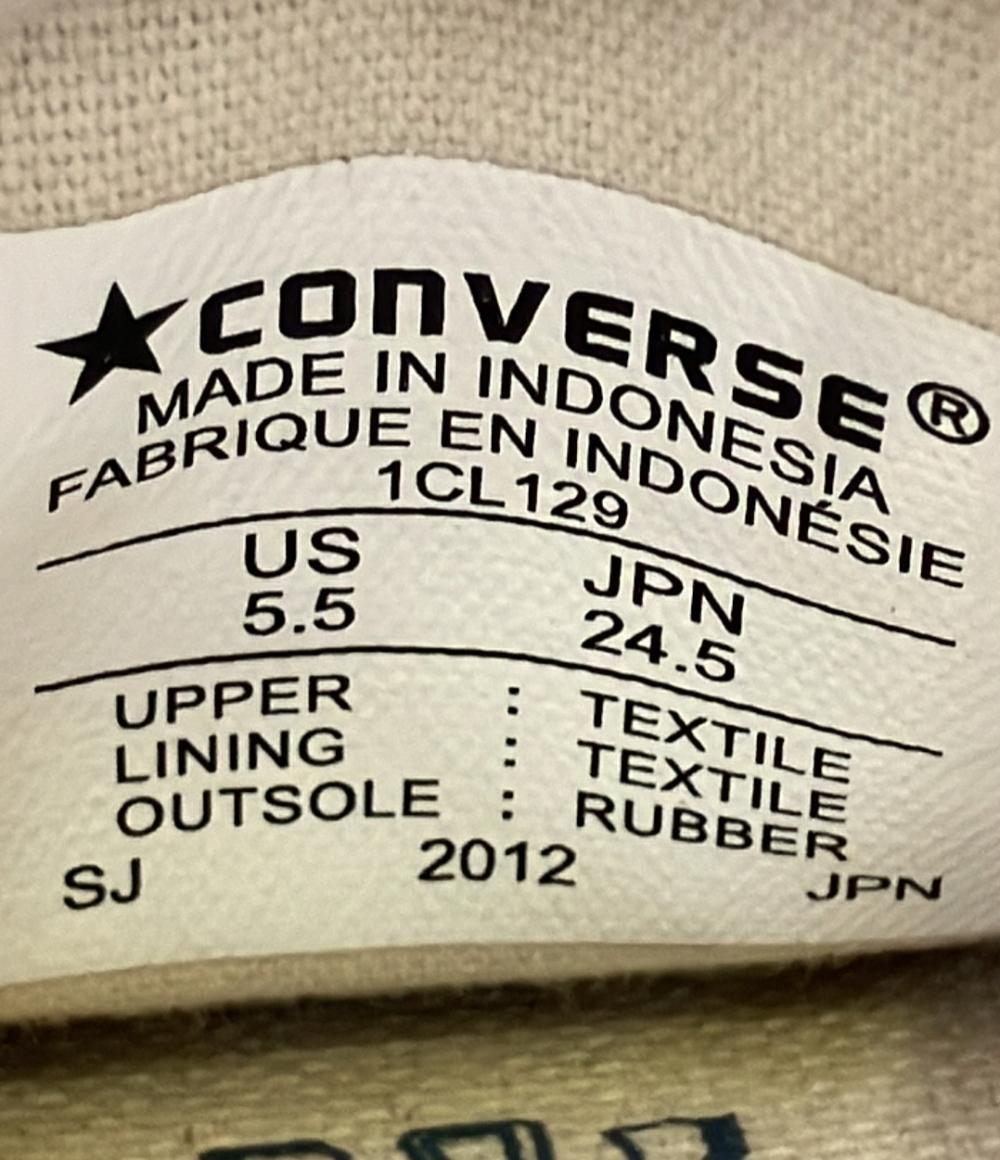 ★CONVERSE®
MADE IN INDONESIA
FABRIQUE EN INDONÉSIE
1CL129
US JPN
5.5 24.5
UPPER : TEXTILE
LINING : TEXTILE
OUTSOLE : RUBBER
SJ 2012 JPN